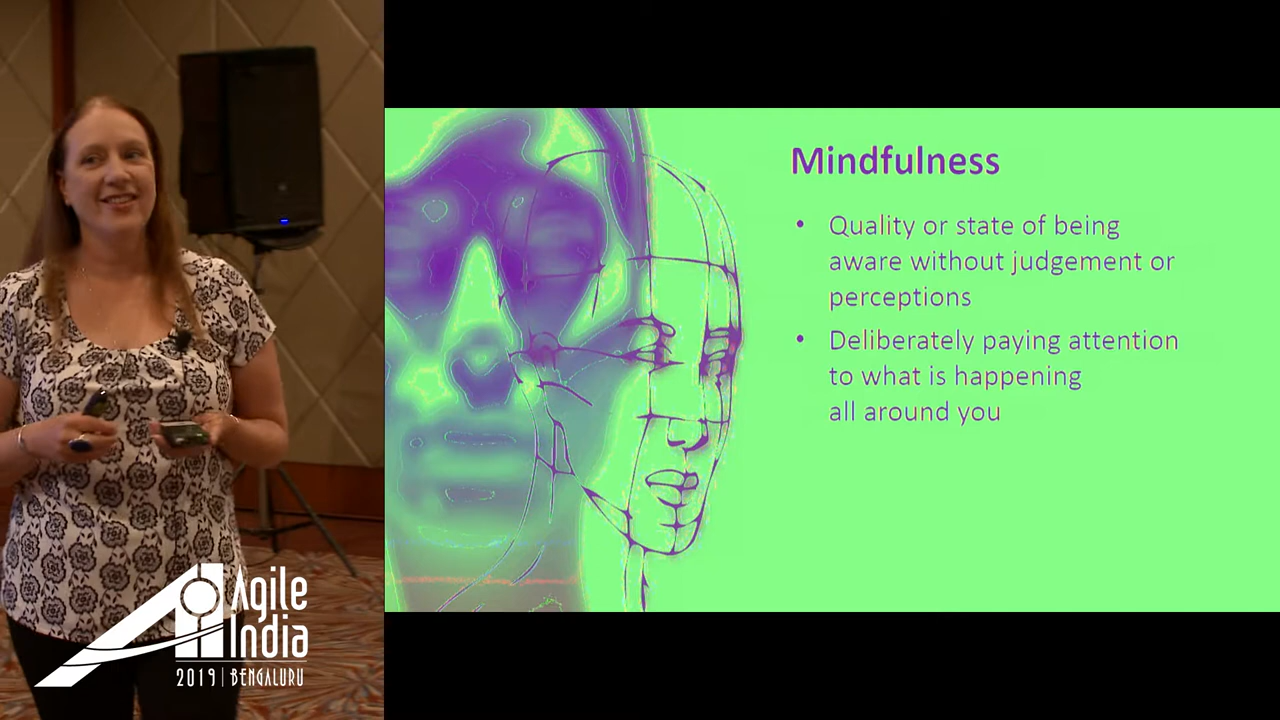 Mindfulness
• Quality or state of being
aware without judgement or
perceptions
• Deliberately paying attention
to what is happening
all around you
Agile
India
2019 | BENGALURU